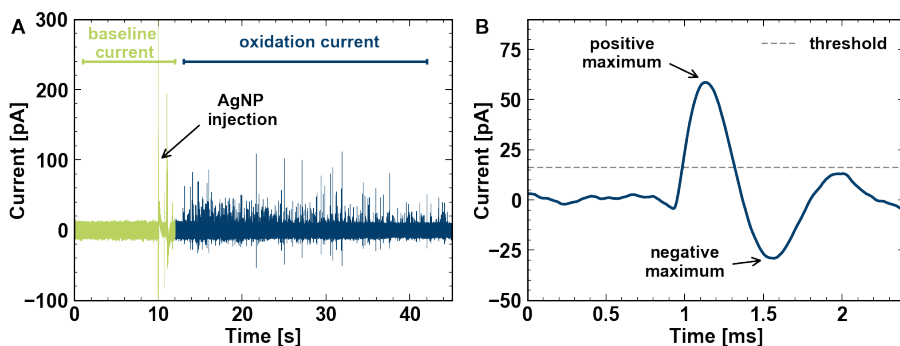 A
300
200
100
0
−100
Current [pA]
baseline
current
oxidation current
AgNP
injection
0
10
20
30
40
Time [s]
B
75
50
25
0
−25
−50
Current [pA]
positive
maximum
threshold
negative
maximum
0
0.5
1
1.5
2
Time [ms]